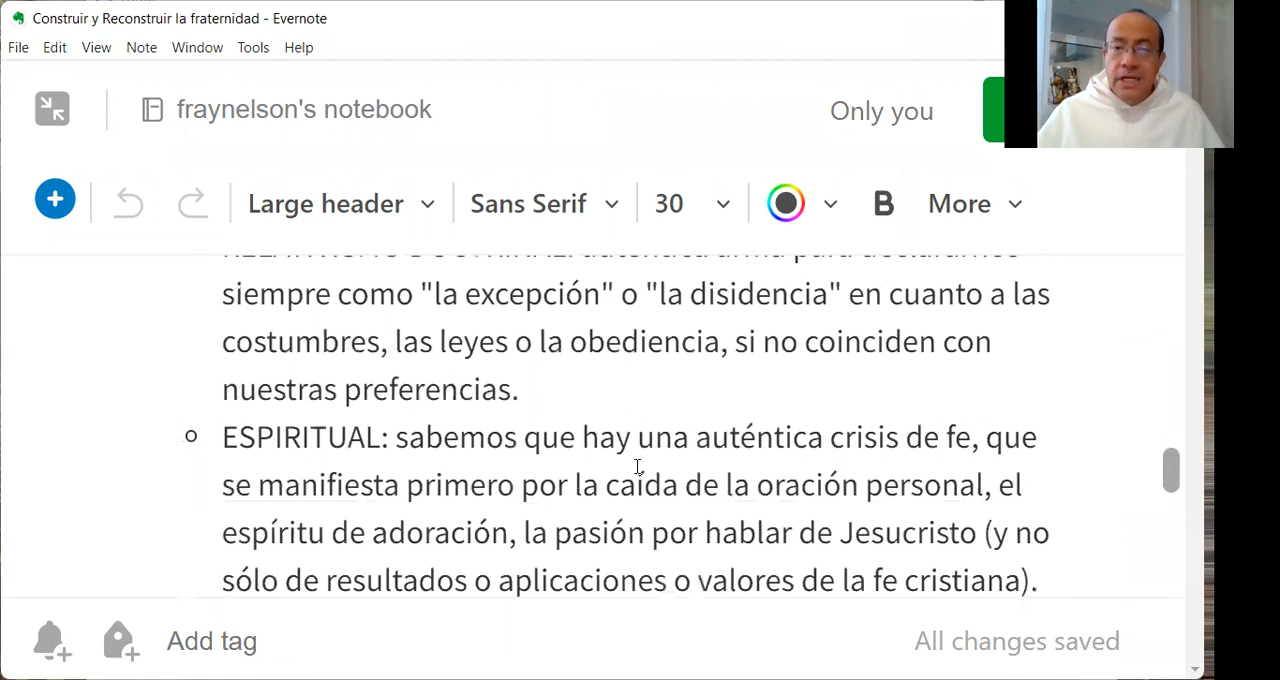 Construir y Reconstruir la fraternidad - Evernote
File Edit View Note Window Tools Help
fraynelson's notebook
Only you
Large header Sans Serif 30 B More
siempre como "la excepción" o "la disidencia" en cuanto a las
costumbres, las leyes o la obediencia, si no coinciden con
nuestras preferencias.
ESPIRITUAL: sabemos que hay una auténtica crisis de fe, que
se manifiesta primero por la caída de la oración personal, el
espíritu de adoración, la pasión por hablar de Jesucristo (y no
sólo de resultados o aplicaciones o valores de la fe cristiana).
Add tag
All changes saved